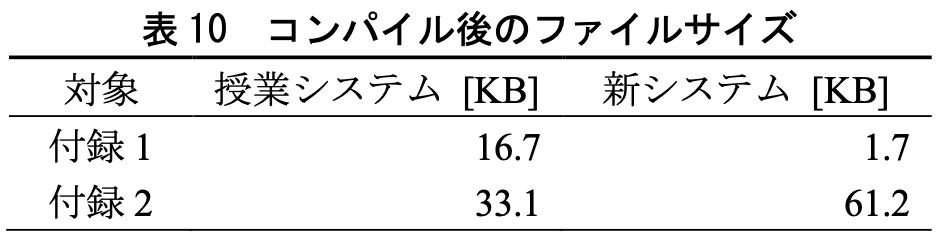 表10　コンパイル後のファイルサイズ
対象 授業システム [KB] 新システム [KB]
付録1 16.7 1.7
付録2 33.1 61.2